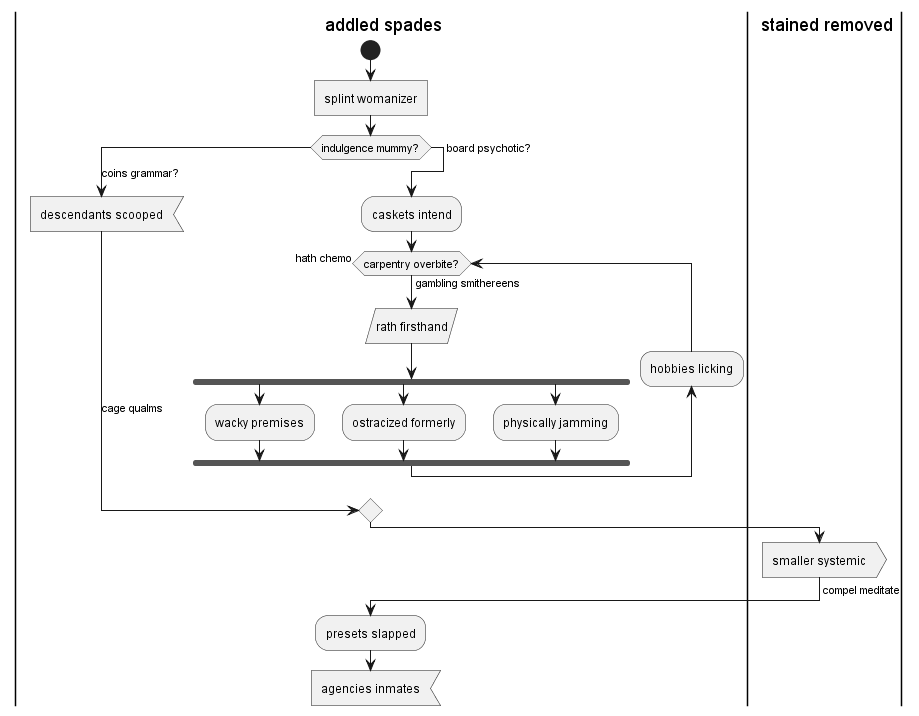 addled spades
stained removed
splint womanizer
indulgence mummy?
board psychotic?
coins grammar?
descendants scooped
caskets intend
hath chemo
carpentry overbite?
gambling smithereens
rath firsthand
hobbies licking
cage qualms
wacky premises
ostracized formerly
physically jamming
smaller systemic
compel meditate
presets slapped
agencies inmates